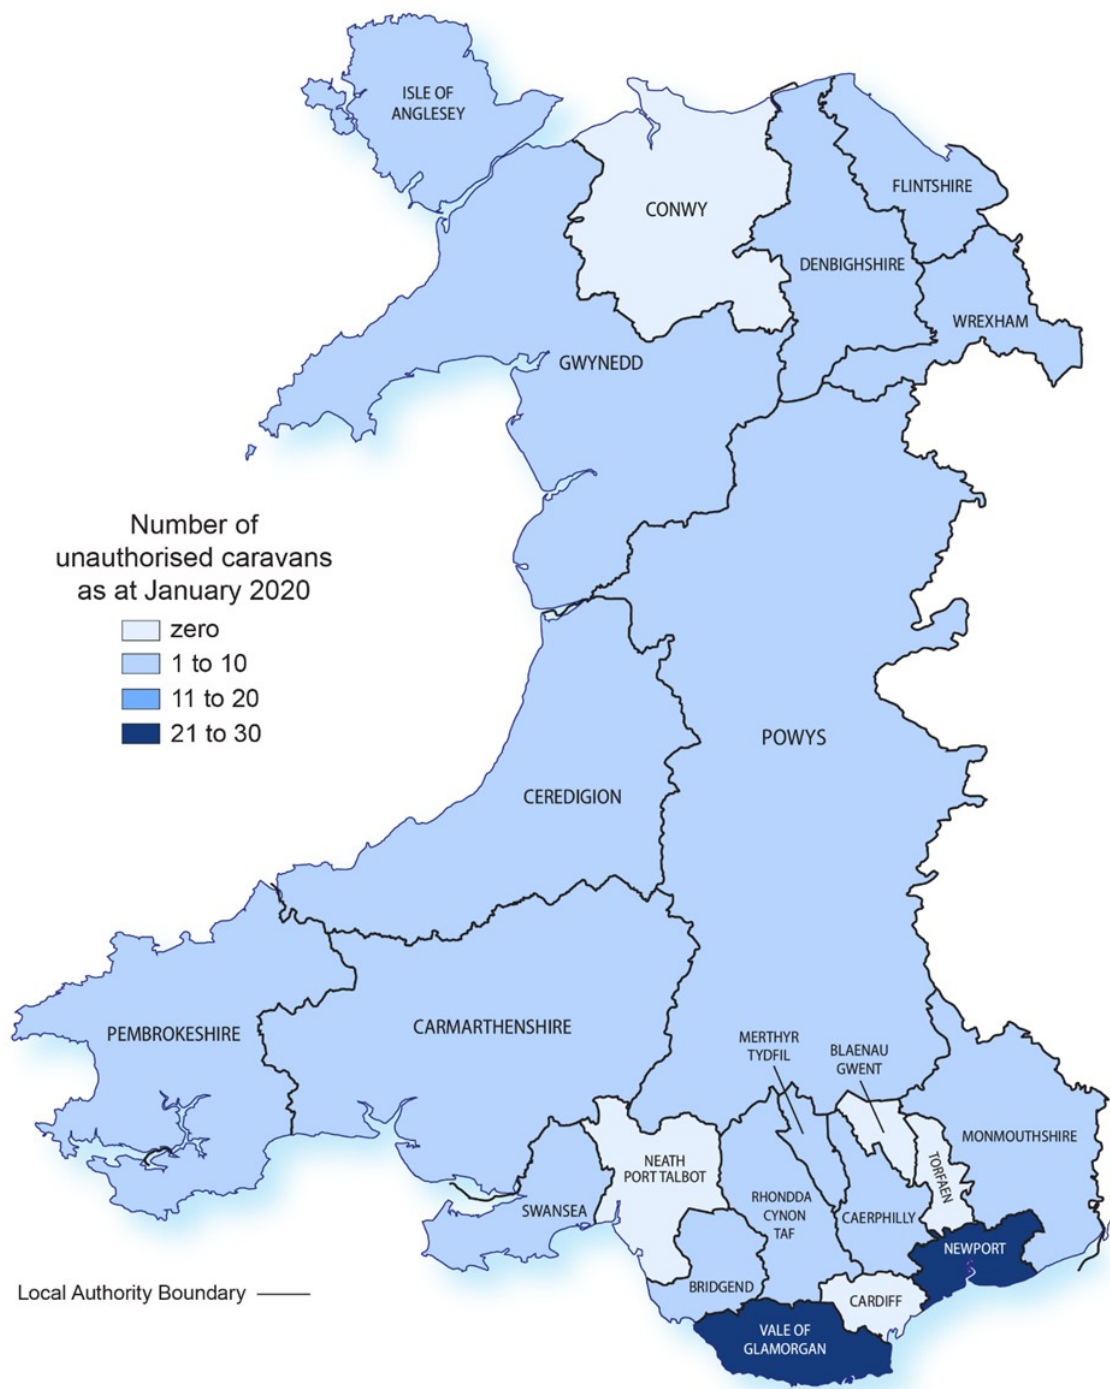 ISLE OF
ANGLESEY
FLINTSHIRE
CONWY
DENBIGHSHIRE
WREXHAM
GWYNEDD
Number of
unauthorised caravans
as at January 2020
zero
1 to 10
11 to 20
21 to 30
POWYS
CEREDIGION
PEMBROKESHIRE
CARMARTHENSHIRE
MERTHYR
TYDFIL
BLAENAU
GWENT
MONMOUTHSHIRE
NEATH
PORT TALBOT
TORFAEN
SWANSEA
RHONDDA
CYNON
TAF
CAERPHILLY
NEWPORT
BRIDGEND
Local Authority Boundary
CARDIFF
VALE OF
GLAMORGAN